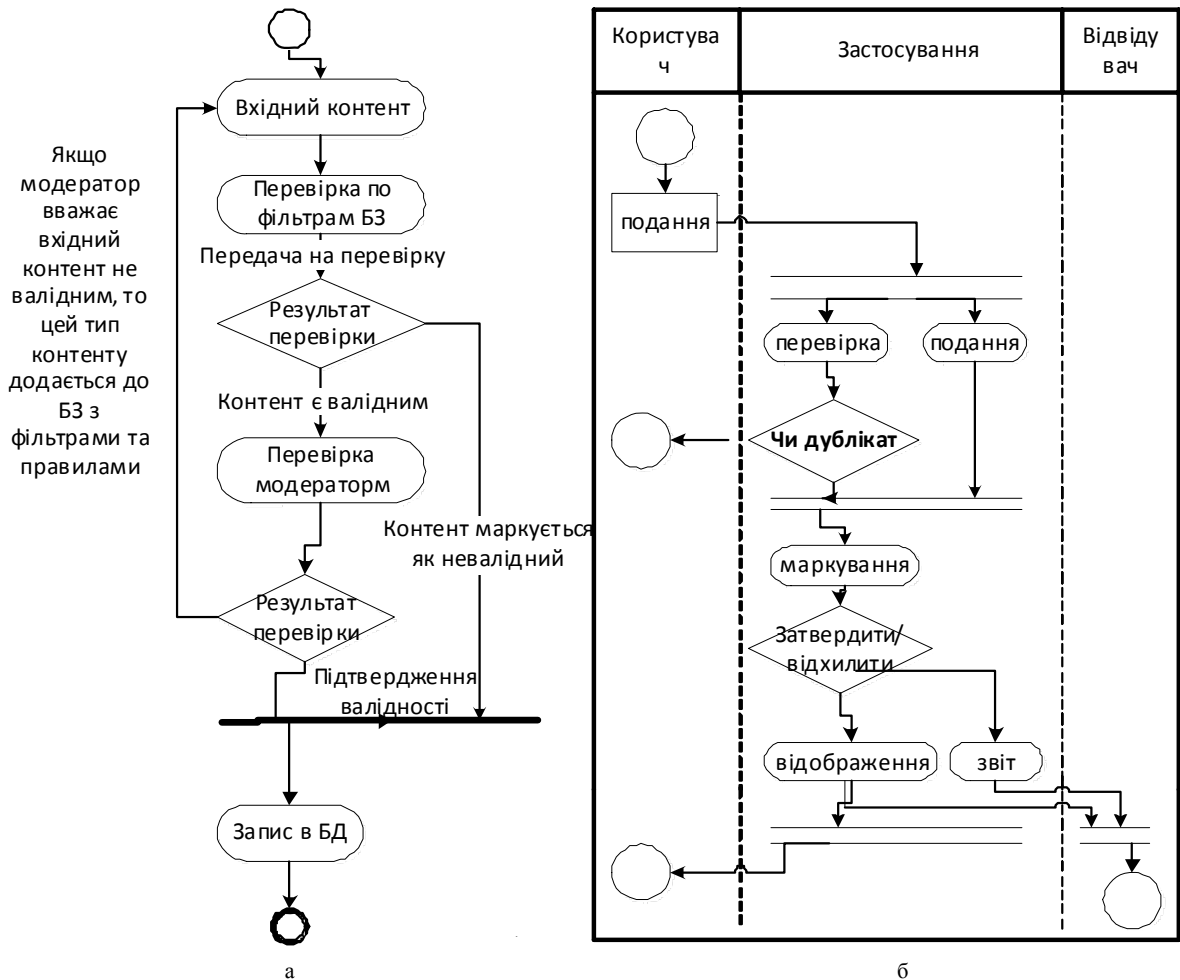 Вхідний контент
Якщо
модератор
вважає
вхідний
контент не
валідним, то
цей тип
контенту
додається до
БЗ з
фільтрами та
правилами
Перевірка по
фільтрам БЗ
Передача на перевірку
Результат
перевірки
Контент є валідним
Перевірка
модераторм
Контент маркується
як невалідний
Результат
перевірки
Підтвердження
валідності
Запис в БД
а
Користува
ч
Застосування
Відвіду
вач
подання
перевірка
подання
Чи дублікат
маркування
Затвердити/
відхилити
відображення
звіт
б